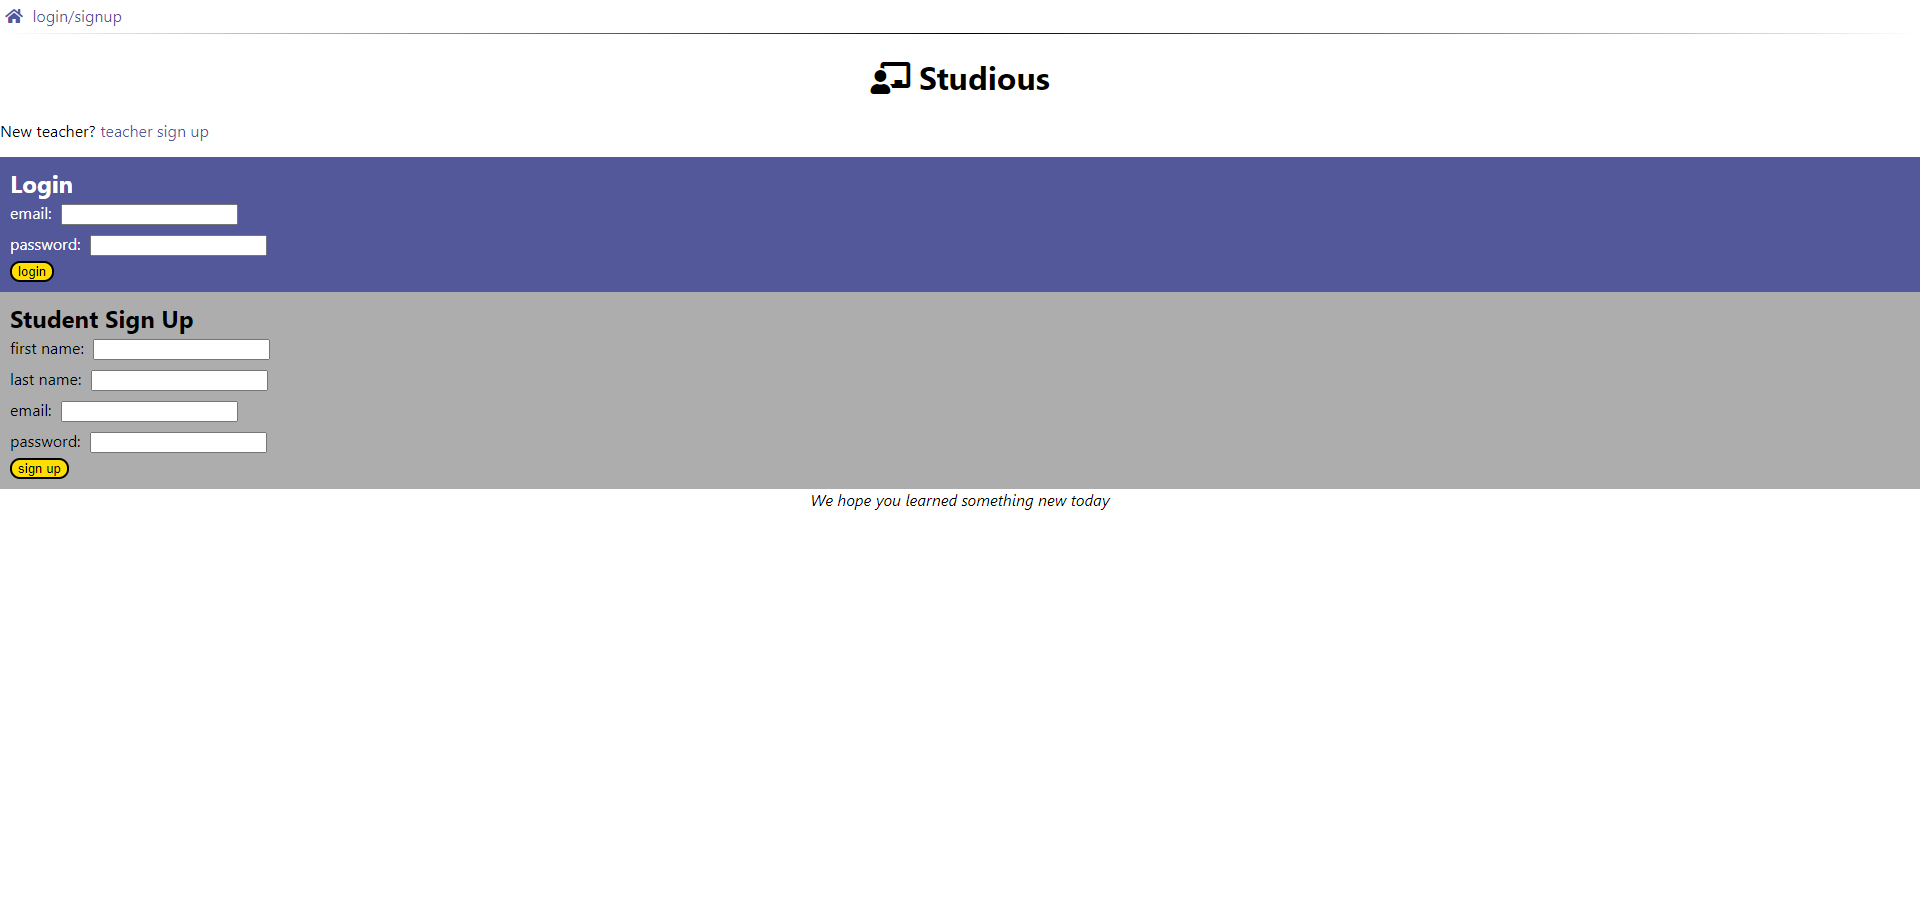 login/signup
Studious
New teacher? teacher sign up
Login
email:
password:
login
Student Sign Up
first name:
last name:
email:
password:
sign up
We hope you learned something new today